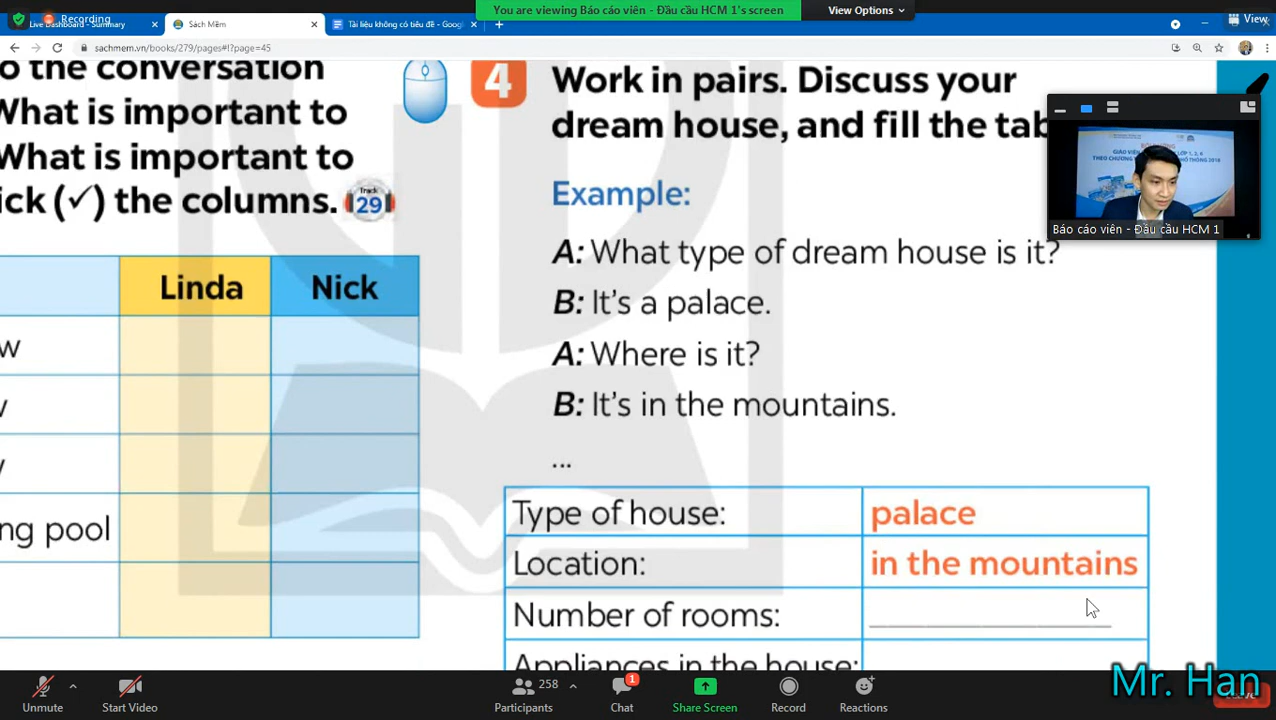 Recording
Live Dashboard - Summary
Sách Mềm
Tài liệu không có tiêu đề - Goog
You are viewing Báo cáo viên - Đầu cầu HCM 1's screen
View Options
View
sachmem.vn/books/279/pages#!?page=45
o the conversation
What is important to
What is important to
ick (✓) the columns.
Track
29
Linda
Nick
w
ng pool
4
Work in pairs. Discuss your
dream house, and fill the tab
Example:
A: What type of dream house is it?
B: It's a palace.
A: Where is it?
B: It's in the mountains.
...
Type of house:
palace
Location:
in the mountains
Number of rooms:
Appliances in the house:
Báo cáo viên - Đầu cầu HCM 1
Mr. Han
Unmute
Start Video
258
Participants
1
Chat
Share Screen
Record
Reactions